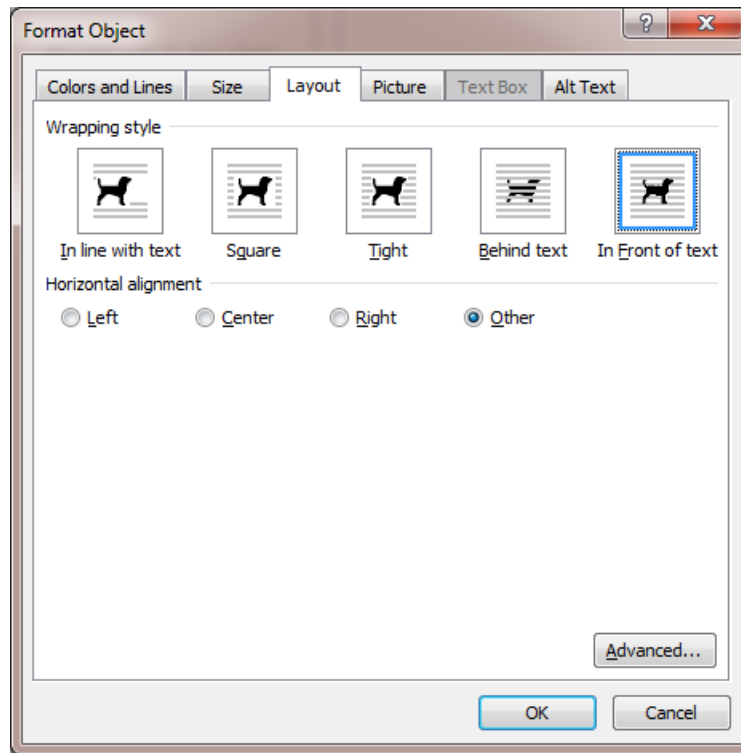 Format Object
?
Colors and Lines Size Layout Picture Text Box Alt Text
Wrapping style
In line with text Square Tight Behind text In Front of text
Horizontal alignment
Left Center Right Other
Advanced...
OK Cancel